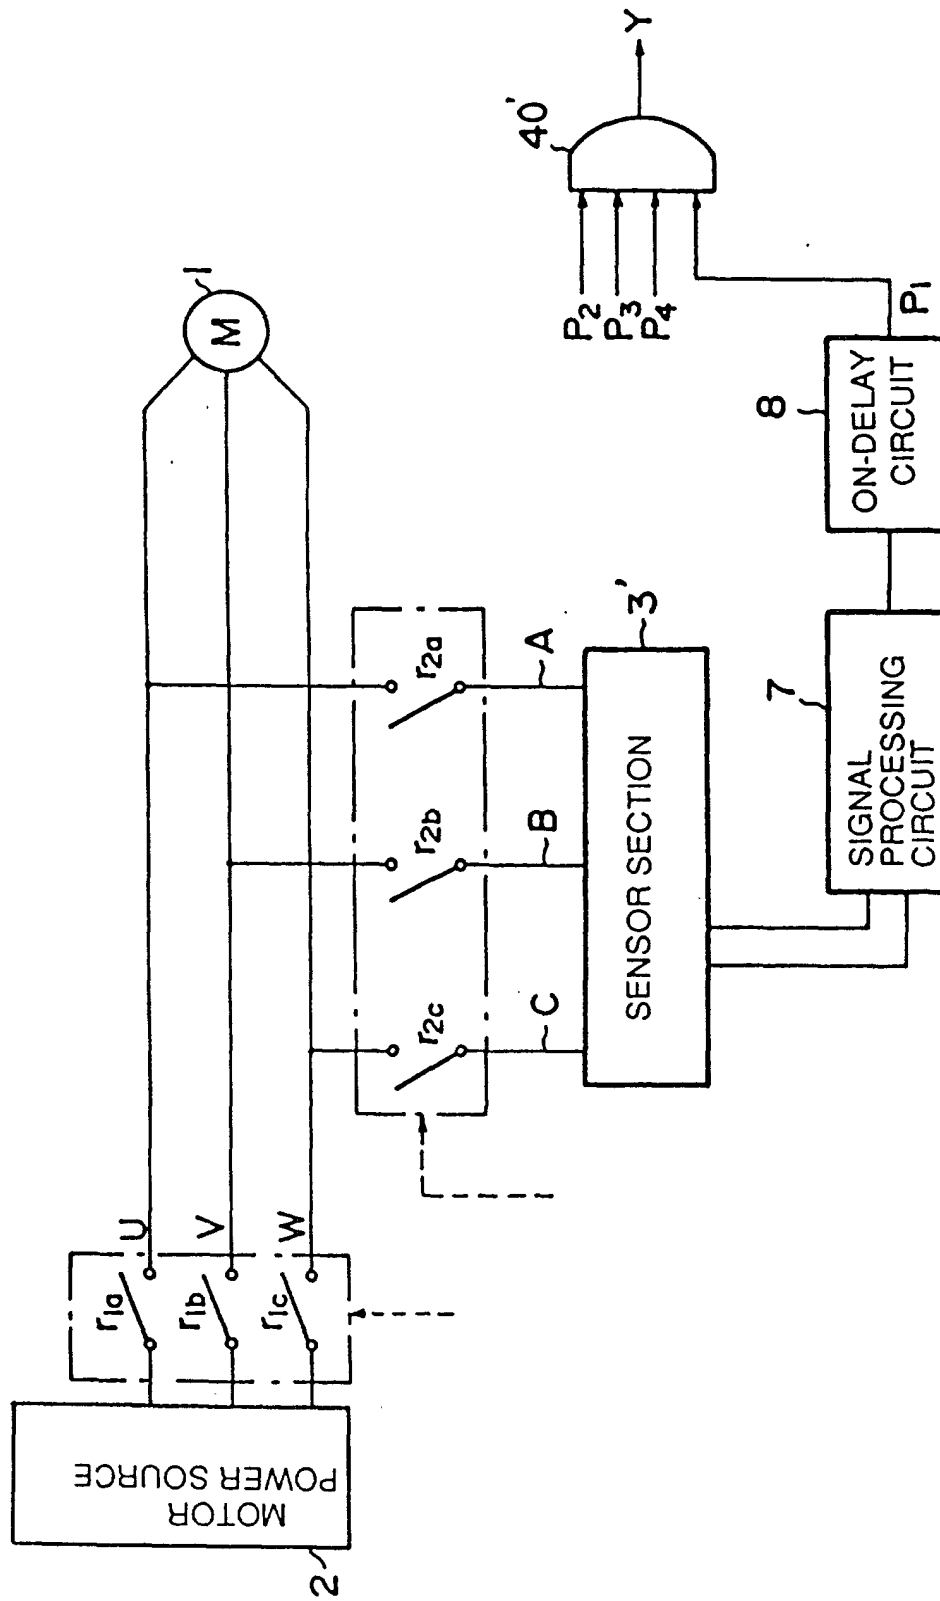 MOTOR
POWER SOURCE
2
r1a
r1b
r1c
U
V
W
M
1
r2c
r2b
r2a
C
B
A
SENSOR SECTION
3'
SIGNAL
PROCESSING
CIRCUIT
7
ON-DELAY
CIRCUIT
8
P1
P2
P3
P4
40'
Y